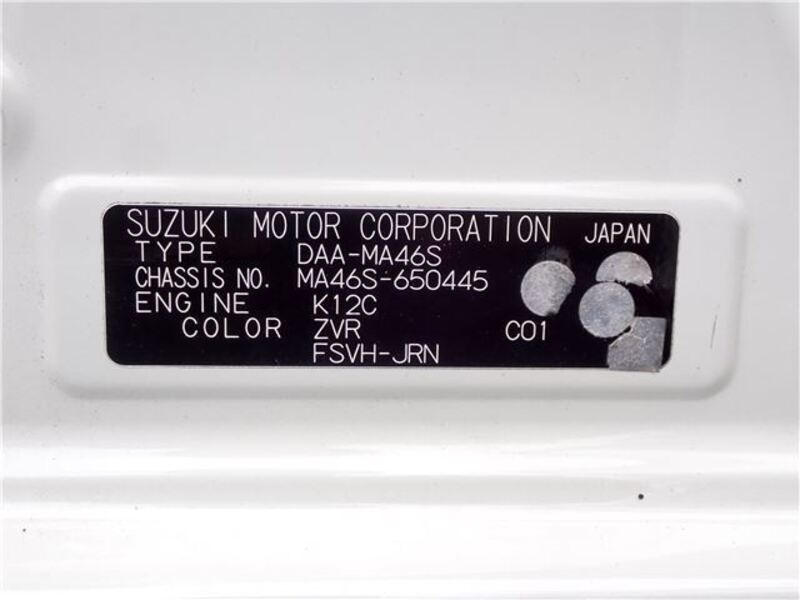 SUZUKI MOTOR CORPORATION JAPAN
TYPE DAA-MA46S
CHASSIS NO. MA46S-650445
ENGINE K12C
COLOR ZVR C01
FSVH-JRN